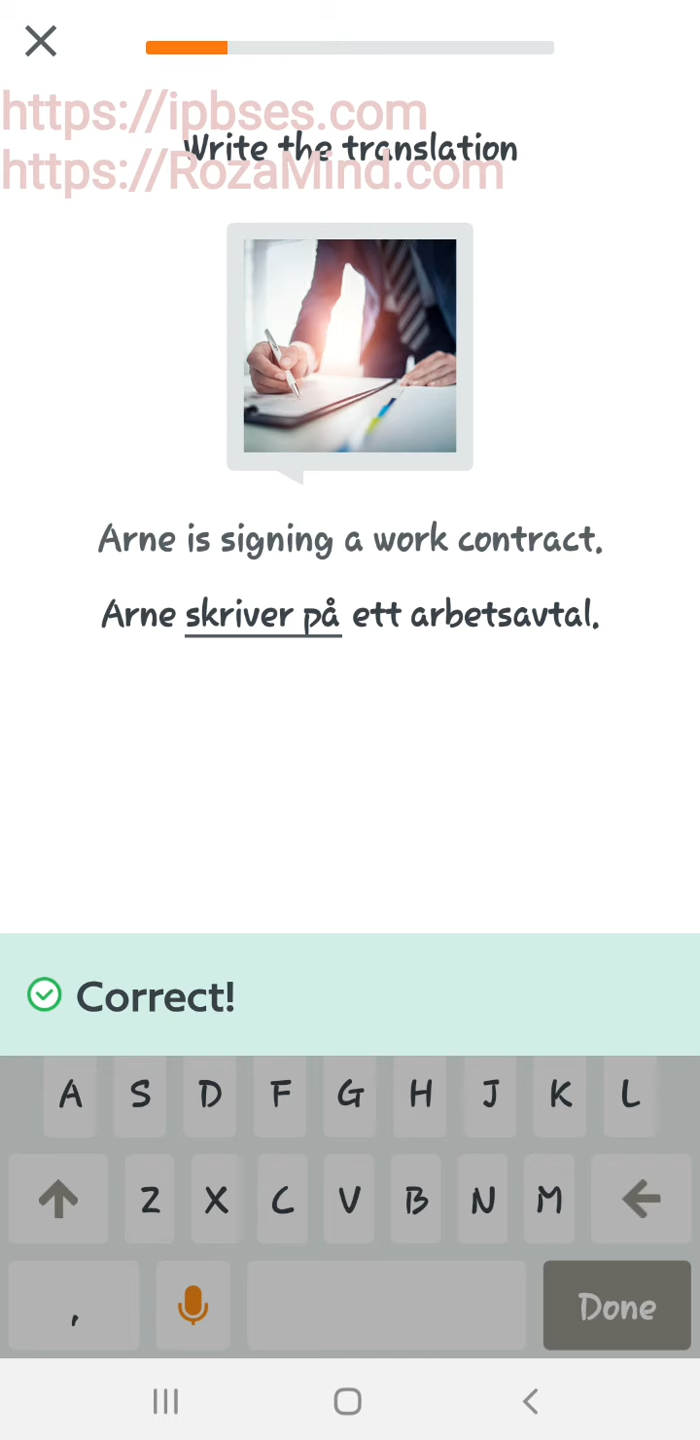 https://ipbses.com
Write the translation
https://RozaMind.com
Arne is signing a work contract.
Arne skriver på ett arbetsavtal.
Correct!
A S D F G H J K L
Z X C V B N M
,
Done